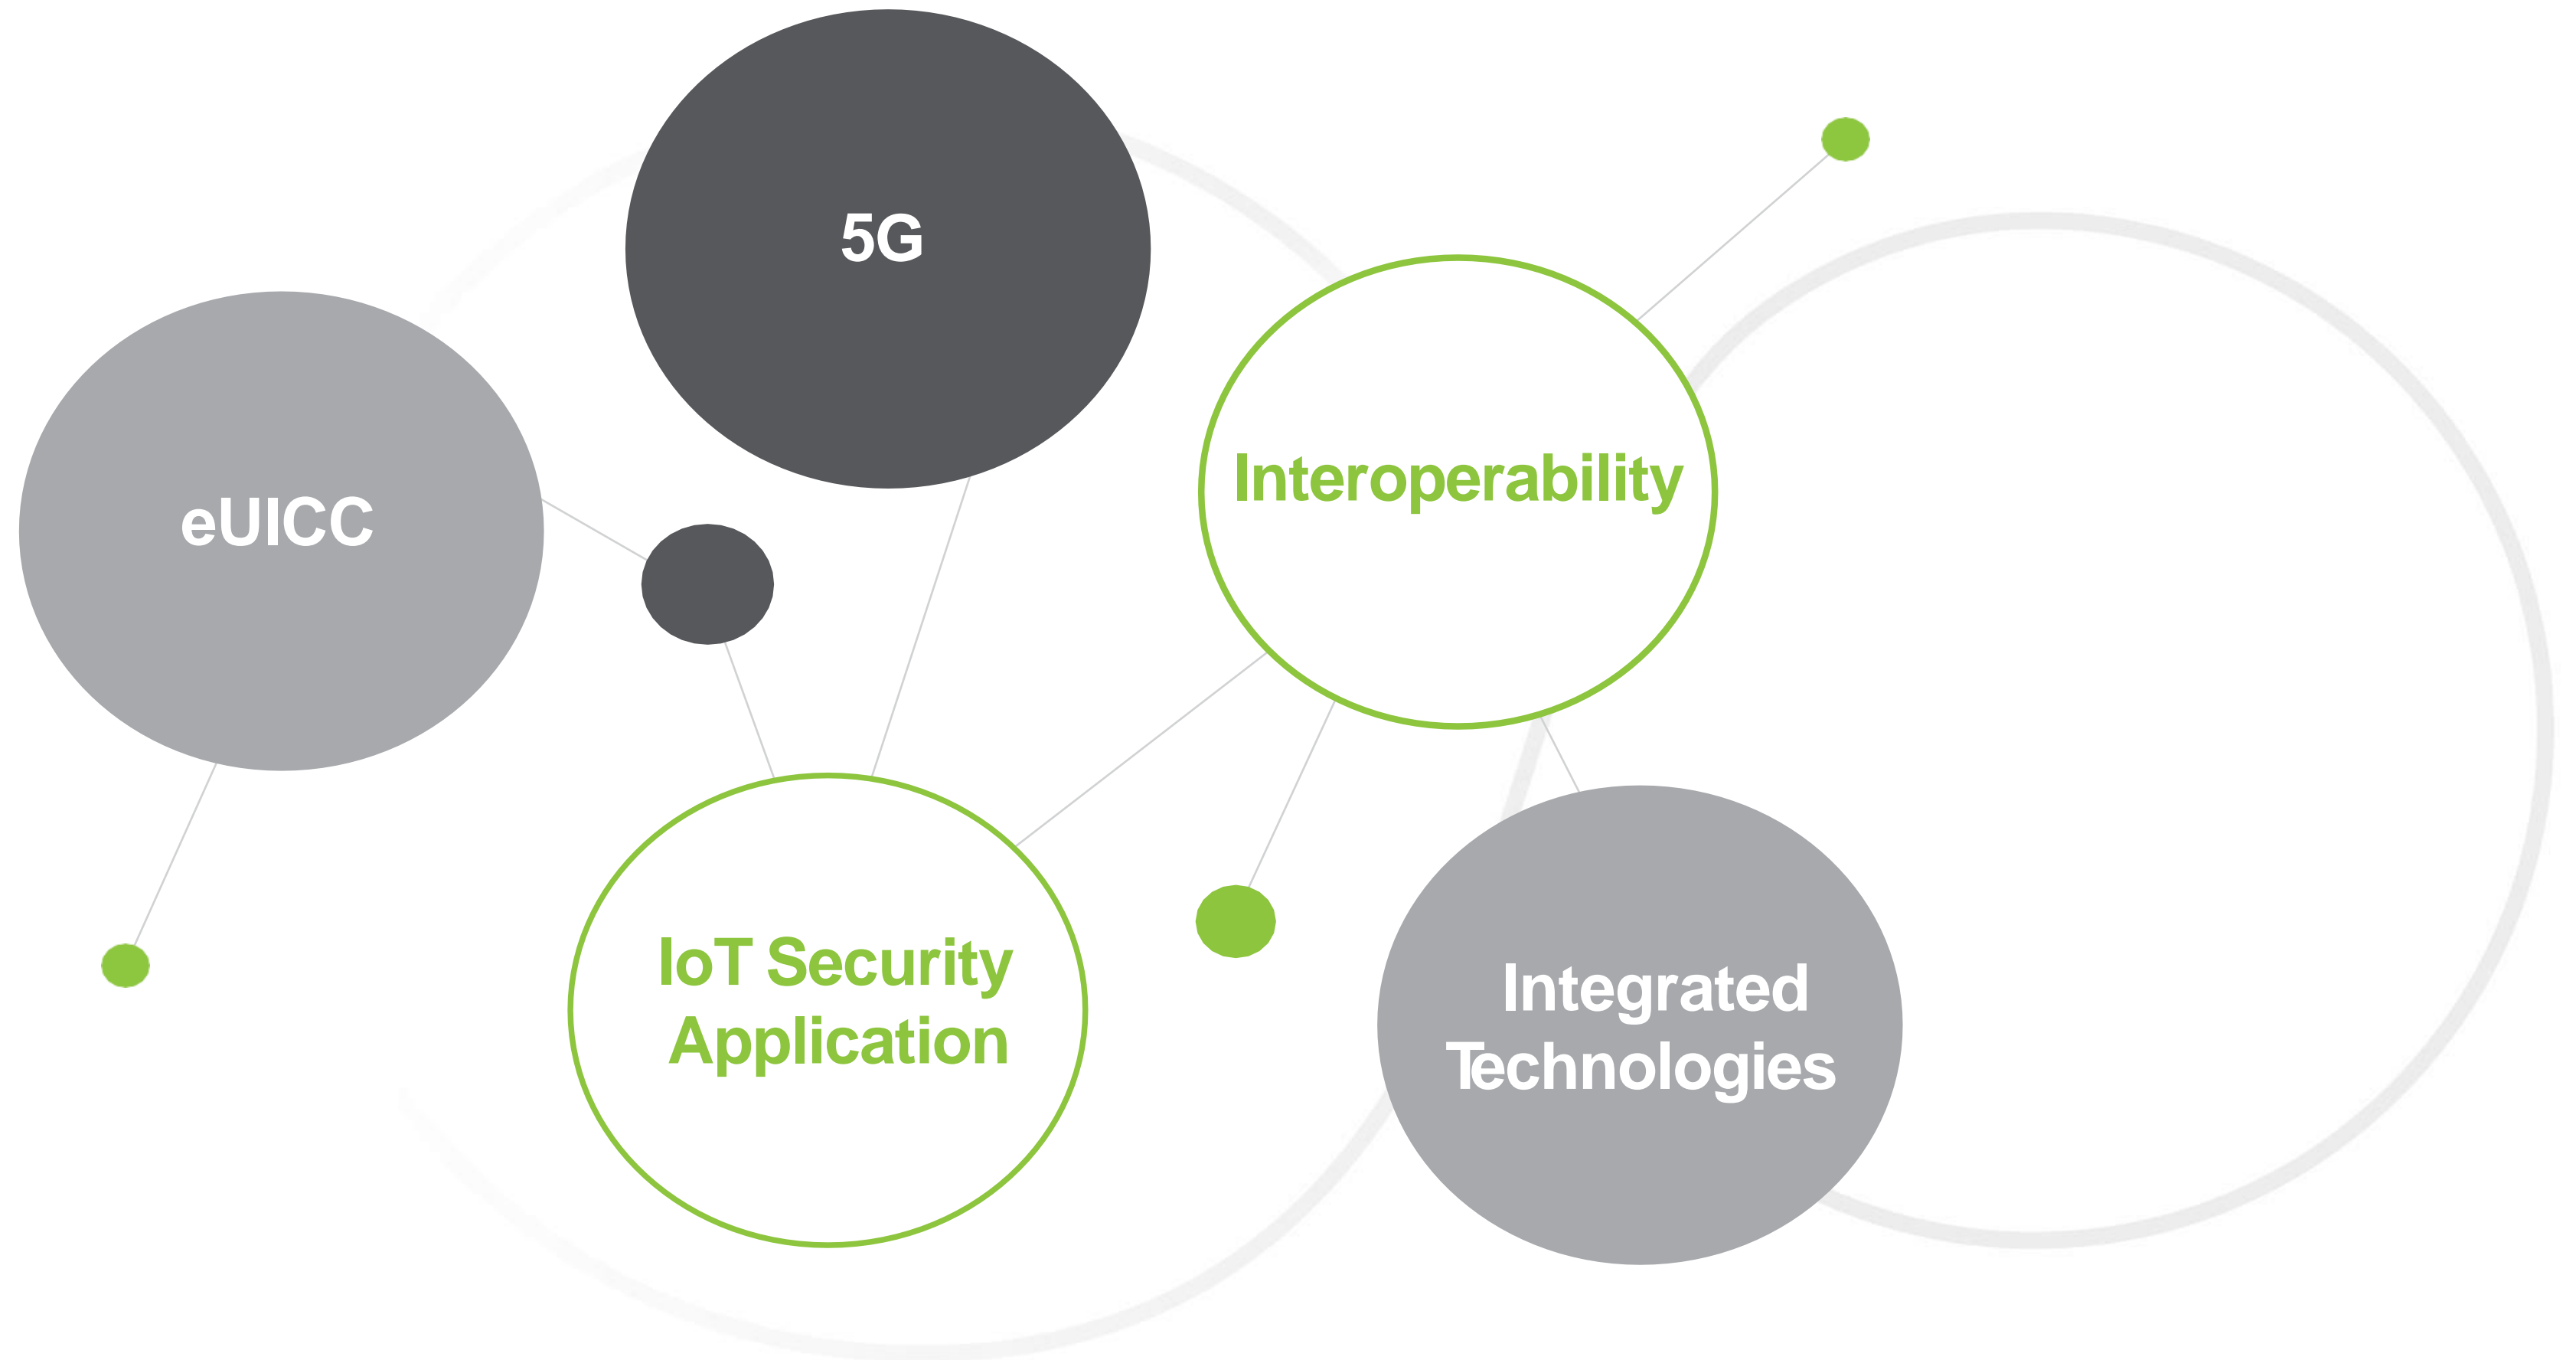 5G
eUICC
Interoperability
IoT Security
Application
Integrated
Technologies